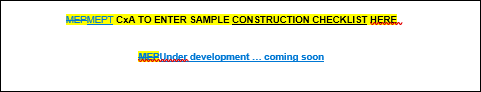 MEPMEPT CxA TO ENTER SAMPLE CONSTRUCTION CHECKLIST HERE
MEPUnder development ... coming soon